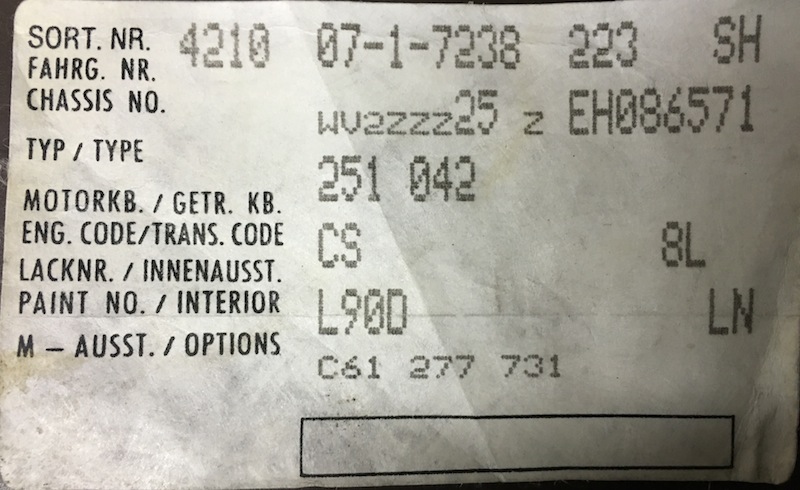 SORT. NR. 4210 07-1-7238 223 SH
FAHRG. NR.
CHASSIS NO. WV2ZZZ25 Z EH086571
TYP / TYPE 251 042
MOTORKB. / GETR. KB.
ENG. CODE/TRANS. CODE CS 8L
LACKNR. / INNENAUSST.
PAINT NO. / INTERIOR L90D LN
M – AUSST. / OPTIONS C61 277 731